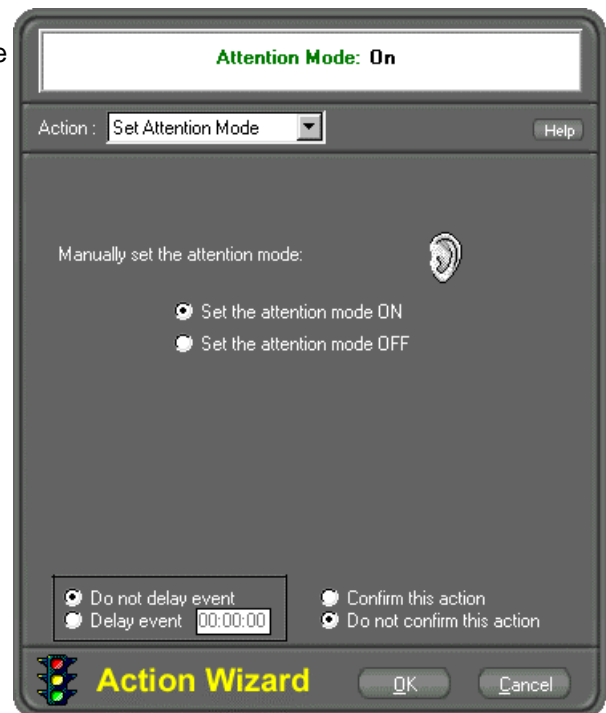 e
Attention Mode: On
Action : Set Attention Mode Help
Manually set the attention mode:
Set the attention mode ON
Set the attention mode OFF
Do not delay event
Delay event 00:00:00
Confirm this action
Do not confirm this action
Action Wizard OK Cancel